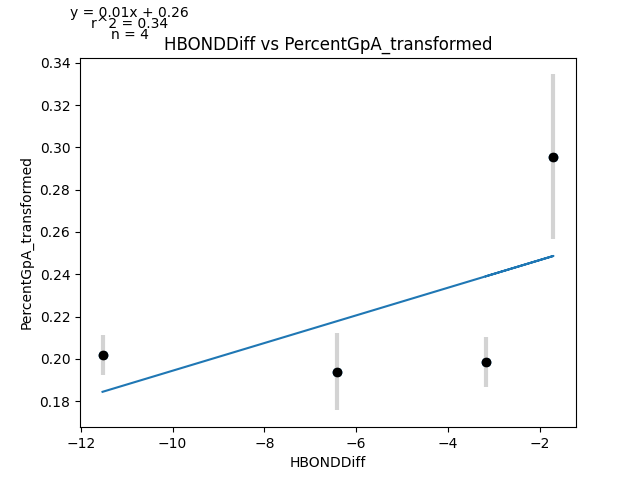 y = 0.01x + 0.26
r^2 = 0.34
n = 4
HBONDDiff vs PercentGpA_transformed
PercentGpA_transformed
0.34
0.32
0.30
0.28
0.26
0.24
0.22
0.20
0.18
−12
−10
−8
−6
−4
−2
HBONDDiff